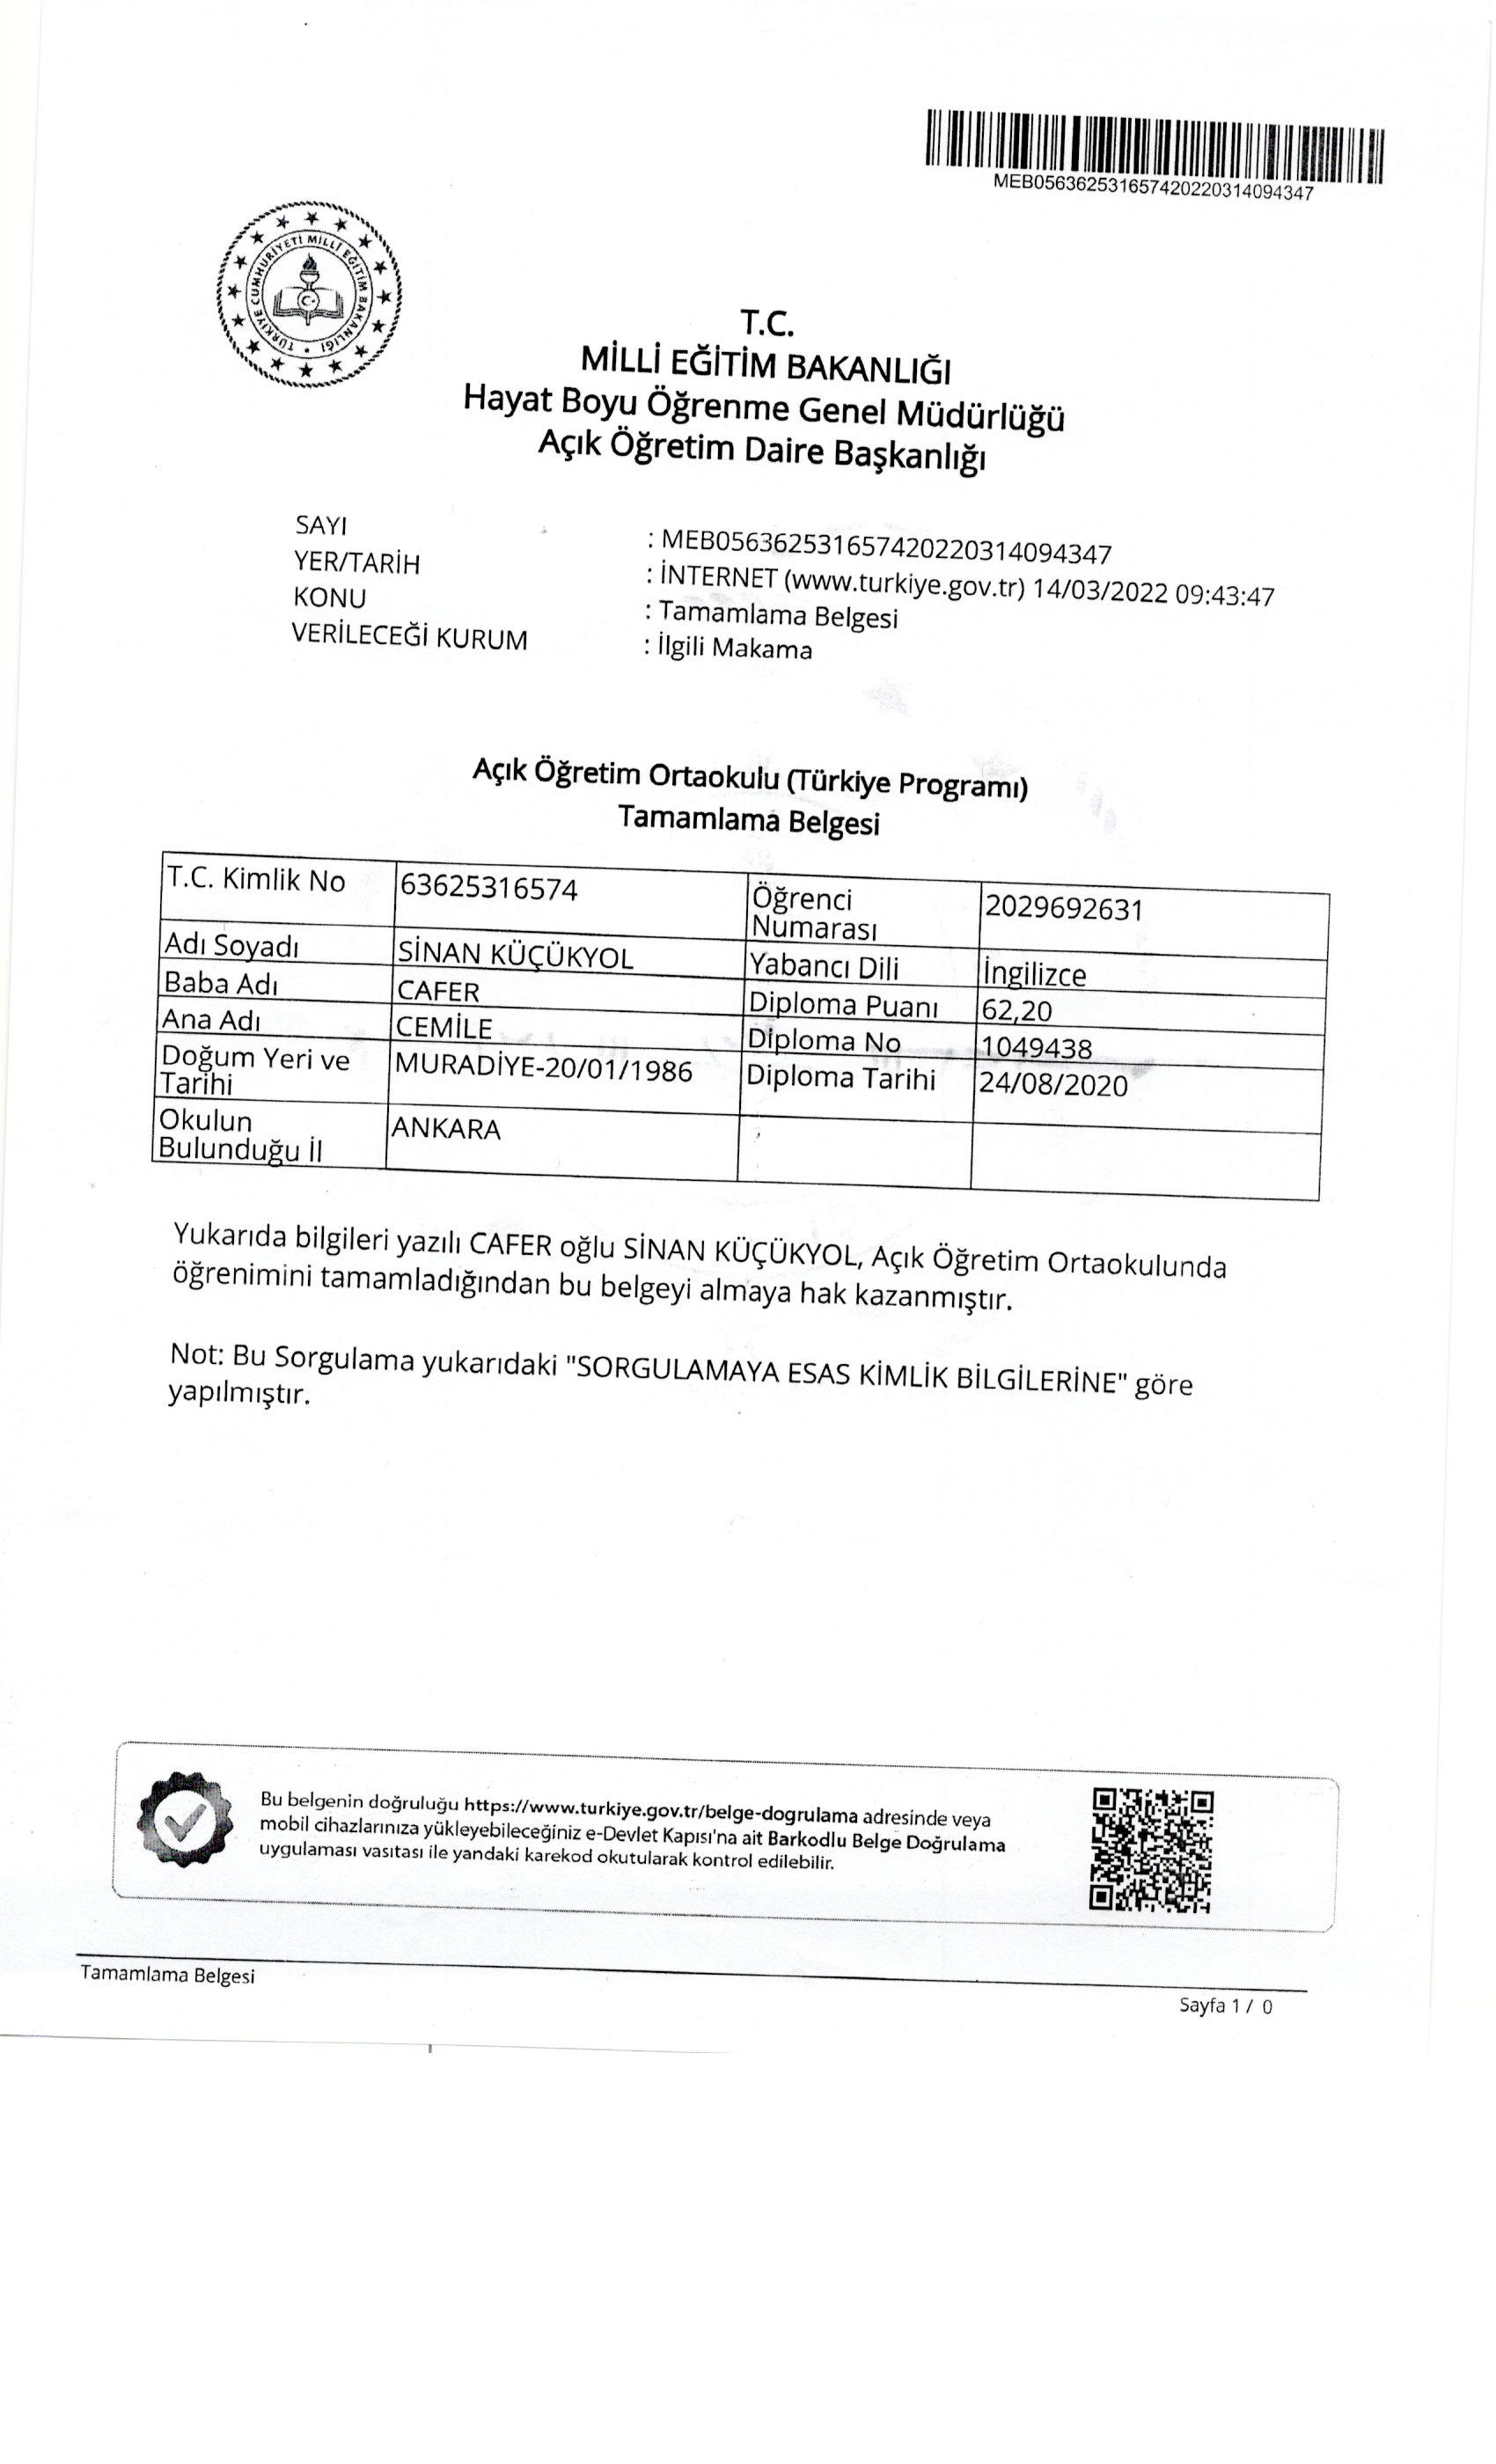 MEB056362531657420220314094347
TÜRKİYE CUMHURİYETİ MİLLİ EĞİTİM BAKANLIĞI
T.C.
MİLLİ EĞİTİM BAKANLIĞI
Hayat Boyu Öğrenme Genel Müdürlüğü
Açık Öğretim Daire Başkanlığı
SAYI : MEB056362531657420220314094347
YER/TARİH : İNTERNET (www.turkiye.gov.tr) 14/03/2022 09:43:47
KONU : Tamamlama Belgesi
VERİLECEĞİ KURUM : İlgili Makama
Açık Öğretim Ortaokulu (Türkiye Programı)
Tamamlama Belgesi
T.C. Kimlik No 63625316574 Öğrenci Numarası 2029692631
Adı Soyadı SİNAN KÜÇÜKYOL Yabancı Dili İngilizce
Baba Adı CAFER Diploma Puanı 62,20
Ana Adı CEMİLE Diploma No 1049438
Doğum Yeri ve Tarihi MURADİYE-20/01/1986 Diploma Tarihi 24/08/2020
Okulun Bulunduğu İl ANKARA
Yukarıda bilgileri yazılı CAFER oğlu SİNAN KÜÇÜKYOL, Açık Öğretim Ortaokulunda
öğrenimini tamamladığından bu belgeyi almaya hak kazanmıştır.
Not: Bu Sorgulama yukarıdaki "SORGULAMAYA ESAS KİMLİK BİLGİLERİNE" göre
yapılmıştır.
Bu belgenin doğruluğu https://www.turkiye.gov.tr/belge-dogrulama adresinde veya
mobil cihazlarınıza yükleyebileceğiniz e-Devlet Kapısı'na ait Barkodlu Belge Doğrulama
uygulaması vasıtası ile yandaki karekod okutularak kontrol edilebilir.
Tamamlama Belgesi
Sayfa 1 / 0